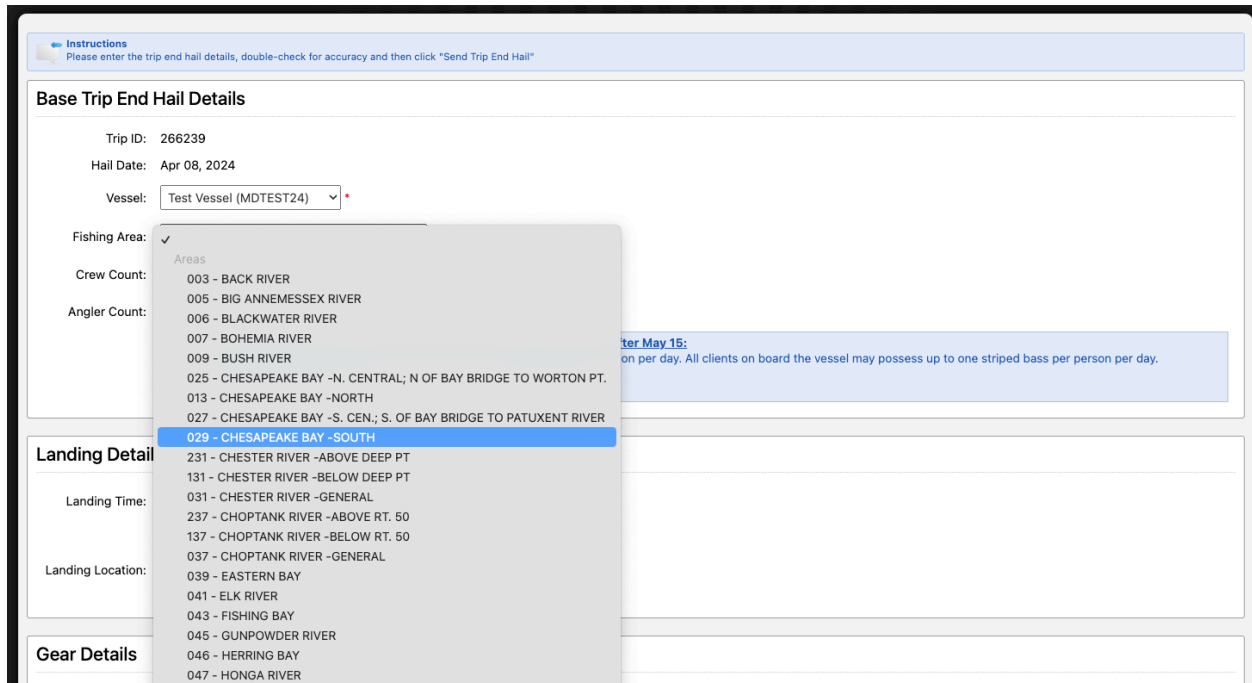 Instructions
Please enter the trip end hail details, double-check for accuracy and then click "Send Trip End Hail"
Base Trip End Hail Details
Trip ID: 266239
Hail Date: Apr 08, 2024
Vessel: Test Vessel (MDTEST24) *
Fishing Area: ✓
Areas
Crew Count:
003 - BACK RIVER
005 - BIG ANNEMESSEX RIVER
Angler Count:
006 - BLACKWATER RIVER
007 - BOHEMIA RIVER
ter May 15:
009 - BUSH RIVER
on per day. All clients on board the vessel may possess up to one striped bass per person per day.
025 - CHESAPEAKE BAY -N. CENTRAL; N OF BAY BRIDGE TO WORTON PT.
013 - CHESAPEAKE BAY -NORTH
027 - CHESAPEAKE BAY -S. CEN.; S. OF BAY BRIDGE TO PATUXENT RIVER
029 - CHESAPEAKE BAY -SOUTH
Landing Detail
231 - CHESTER RIVER -ABOVE DEEP PT
131 - CHESTER RIVER -BELOW DEEP PT
Landing Time:
031 - CHESTER RIVER -GENERAL
237 - CHOPTANK RIVER -ABOVE RT. 50
137 - CHOPTANK RIVER -BELOW RT. 50
037 - CHOPTANK RIVER -GENERAL
Landing Location:
039 - EASTERN BAY
041 - ELK RIVER
043 - FISHING BAY
045 - GUNPOWDER RIVER
Gear Details
046 - HERRING BAY
047 - HONGA RIVER